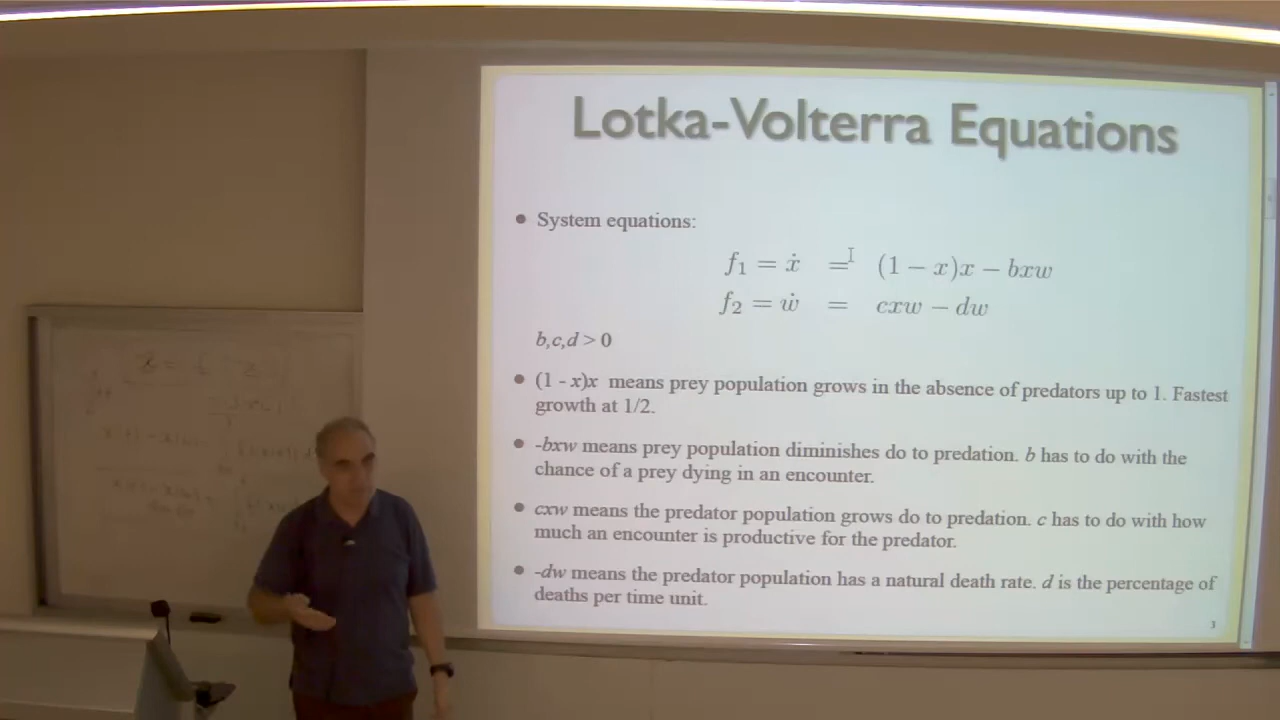 Lotka-Volterra Equations
• System equations:
f₁ = ẋ = (1 − x)x − bxw
f₂ = ẇ = cxw − dw
b,c,d > 0
• (1 - x)x means prey population grows in the absence of predators up to 1. Fastest
growth at 1/2.
• -bxw means prey population diminishes do to predation. b has to do with the
chance of a prey dying in an encounter.
• cxw means the predator population grows do to predation. c has to do with how
much an encounter is productive for the predator.
• -dw means the predator population has a natural death rate. d is the percentage of
deaths per time unit.
3